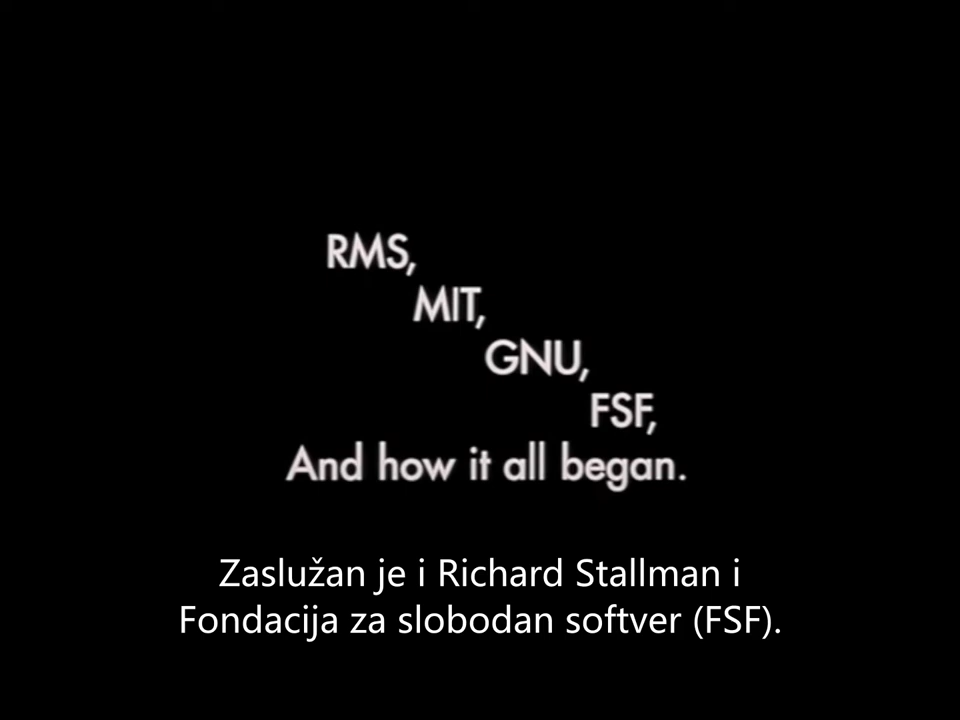 RMS,
MIT,
GNU,
FSF,
And how it all began.
Zaslužan je i Richard Stallman i
Fondacija za slobodan softver (FSF).